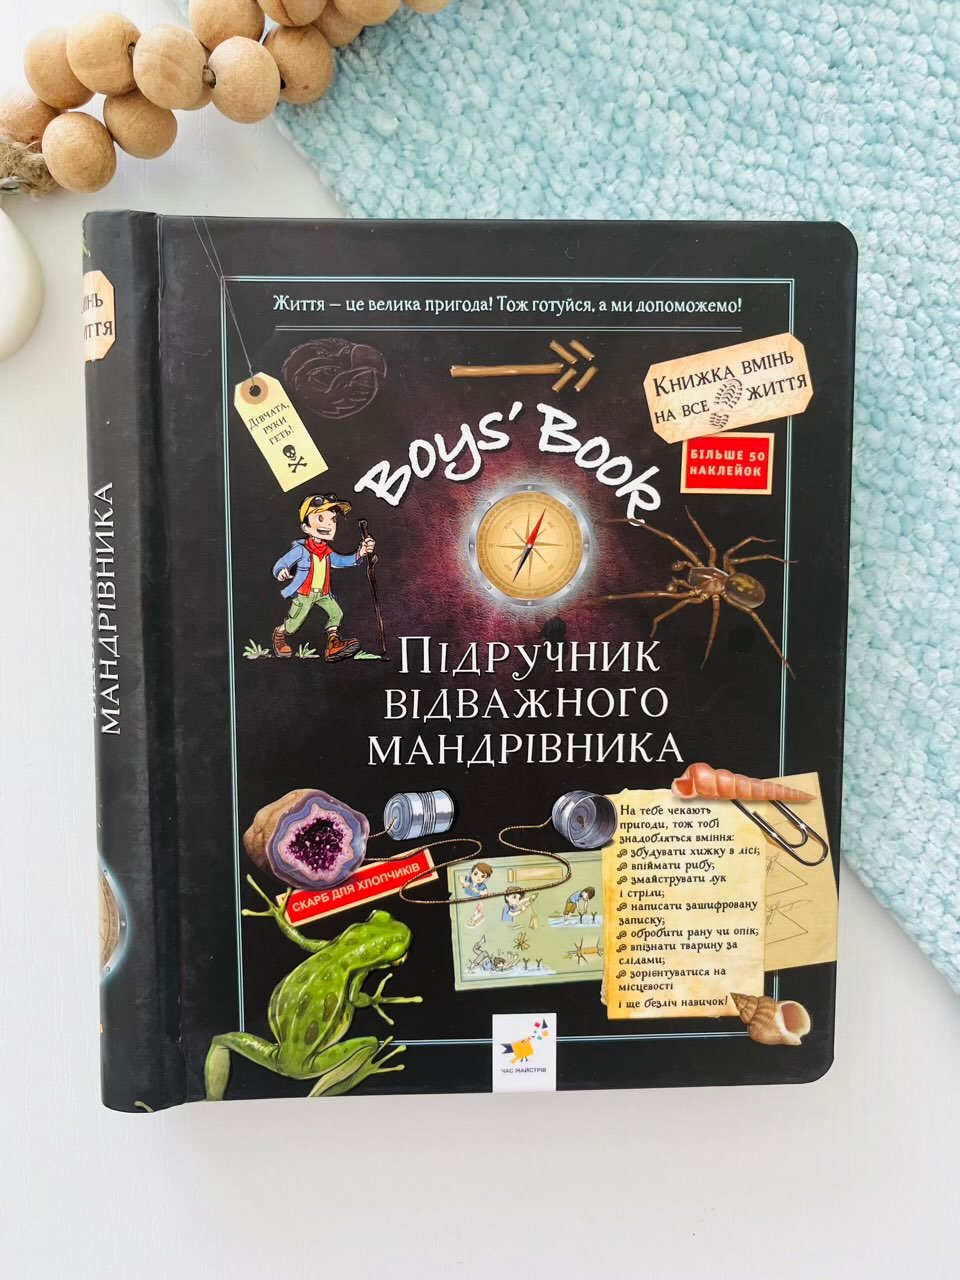 Життя – це велика пригода! Тож готуйся, а ми допоможемо!
Книжка вмінь
на все життя
Дівчата,
руки
геть!
Більше 50
наклейок
Boys' Book
Підручник
відважного
мандрівника
На тебе чекають
пригоди, тож тобі
знадобляться вміння:
збудувати хижку в лісі;
впіймати рибу;
змайструвати лук
і стріли;
написати зашифровану
записку;
обробити рану чи опік;
впізнати тварину за
слідами;
зорієнтуватися на
місцевості
і ще безліч навичок!
Скарб для хлопчиків
ЧАС МАЙСТРІВ
мандрівника